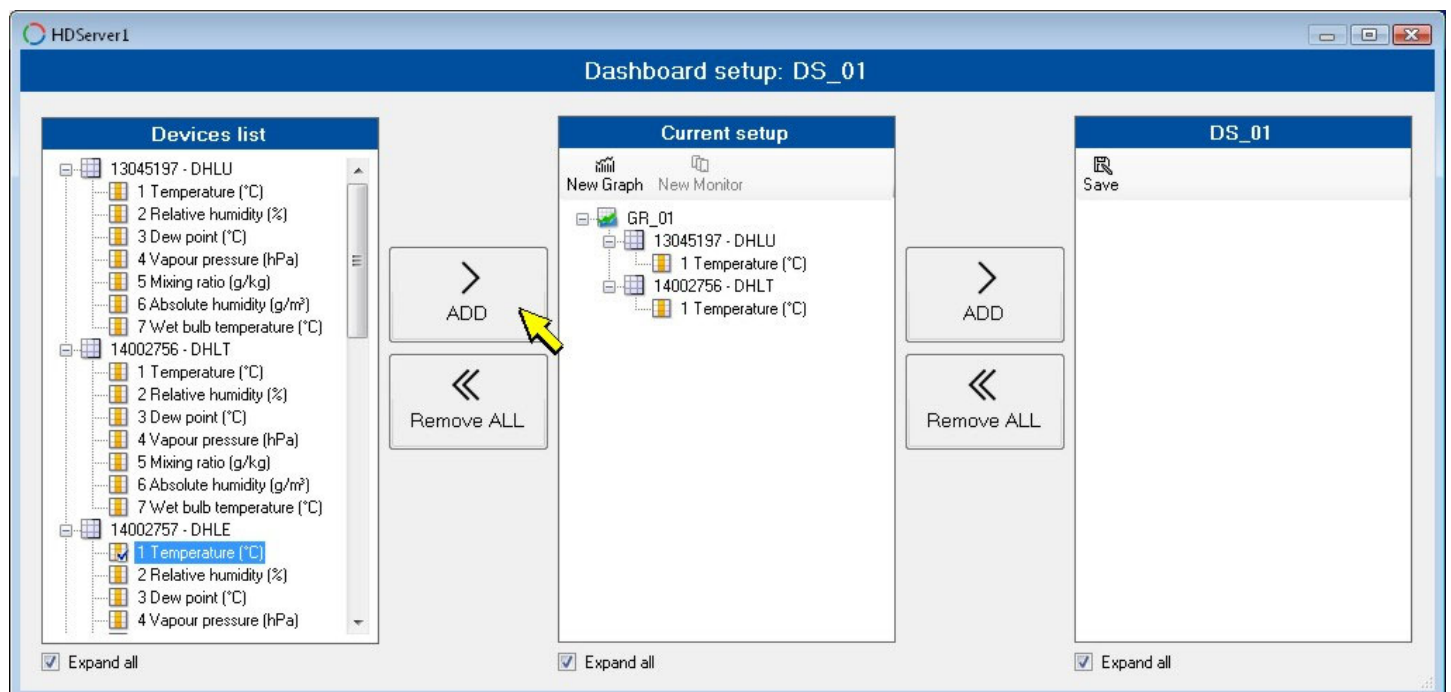 HDServer1
Dashboard setup: DS_01
Devices list
13045197 - DHLU
1 Temperature (°C)
2 Relative humidity (%)
3 Dew point (°C)
4 Vapour pressure (hPa)
5 Mixing ratio (g/kg)
6 Absolute humidity (g/m³)
7 Wet bulb temperature (°C)
14002756 - DHLT
1 Temperature (°C)
2 Relative humidity (%)
3 Dew point (°C)
4 Vapour pressure (hPa)
5 Mixing ratio (g/kg)
6 Absolute humidity (g/m³)
7 Wet bulb temperature (°C)
14002757 - DHLE
1 Temperature (°C)
2 Relative humidity (%)
3 Dew point (°C)
4 Vapour pressure (hPa)
Expand all
ADD
Remove ALL
Current setup
New Graph New Monitor
GR_01
13045197 - DHLU
1 Temperature (°C)
14002756 - DHLT
1 Temperature (°C)
Expand all
ADD
Remove ALL
DS_01
Save
Expand all